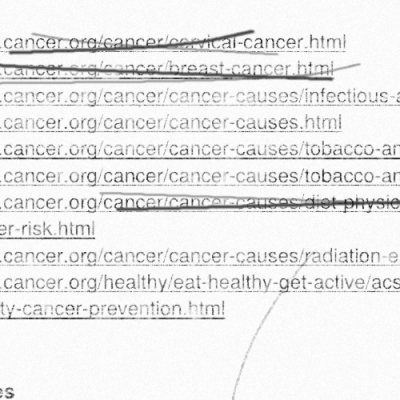 .cancer.org/cancer/cervical-cancer.html
.cancer.org/cancer/breast-cancer.html
.cancer.org/cancer/cancer-causes/infectious-a
.cancer.org/cancer/cancer-causes.html
.cancer.org/cancer/cancer-causes/tobacco-an
.cancer.org/cancer/cancer-causes/tobacco-an
.cancer.org/cancer/cancer-causes/diet-physic
er-risk.html
.cancer.org/cancer/cancer-causes/radiation-e
.cancer.org/healthy/eat-healthy-get-active/acs
ty-cancer-prevention.html
es